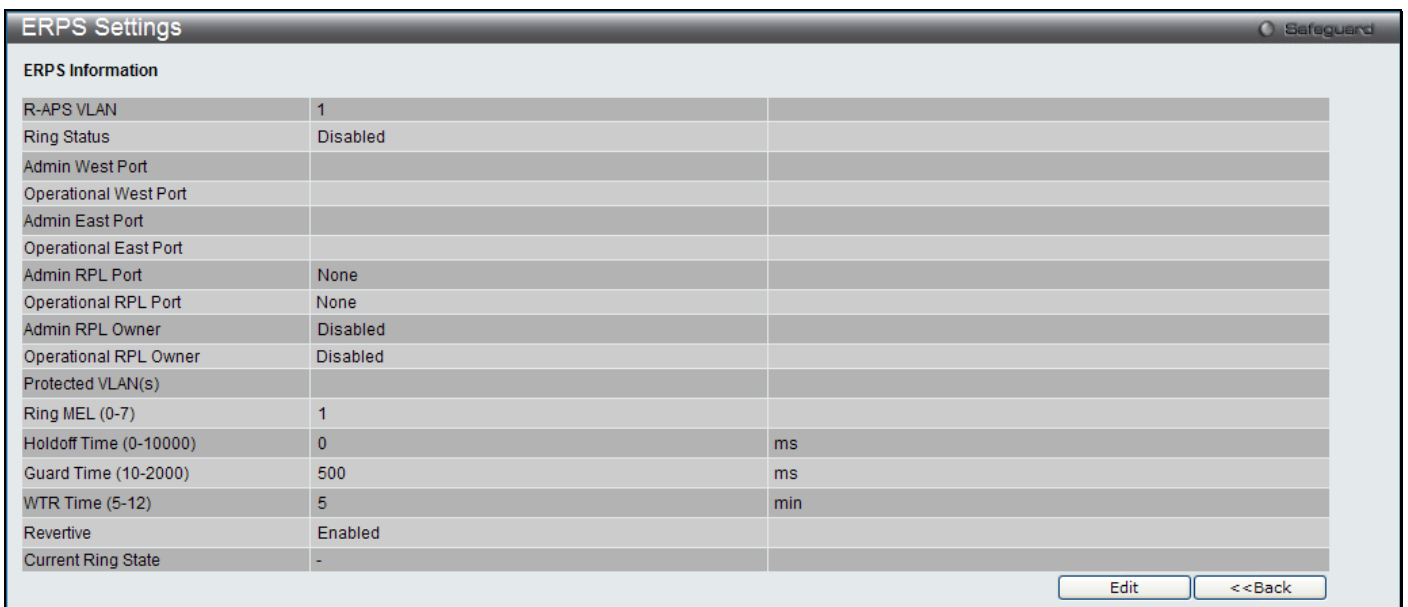 ERPS Settings
Safeguard
ERPS Information
R-APS VLAN 1
Ring Status Disabled
Admin West Port
Operational West Port
Admin East Port
Operational East Port
Admin RPL Port None
Operational RPL Port None
Admin RPL Owner Disabled
Operational RPL Owner Disabled
Protected VLAN(s)
Ring MEL (0-7) 1
Holdoff Time (0-10000) 0 ms
Guard Time (10-2000) 500 ms
WTR Time (5-12) 5 min
Revertive Enabled
Current Ring State -
Edit <<Back